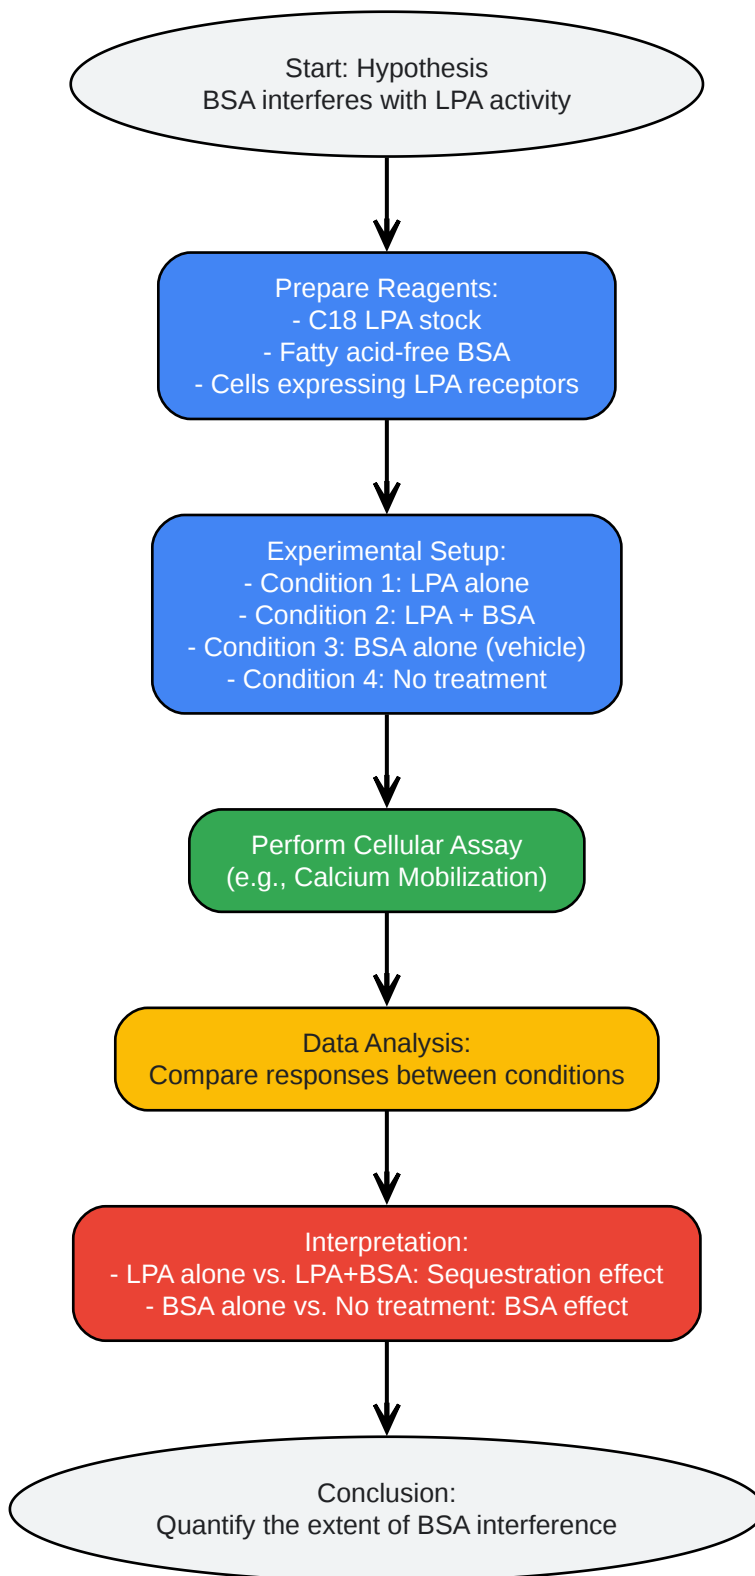 Start: Hypothesis
BSA interferes with LPA activity
Prepare Reagents:
- C18 LPA stock
- Fatty acid-free BSA
- Cells expressing LPA receptors
Experimental Setup:
- Condition 1: LPA alone
- Condition 2: LPA + BSA
- Condition 3: BSA alone (vehicle)
- Condition 4: No treatment
Perform Cellular Assay
(e.g., Calcium Mobilization)
Data Analysis:
Compare responses between conditions
Interpretation:
- LPA alone vs. LPA+BSA: Sequestration effect
- BSA alone vs. No treatment: BSA effect
Conclusion:
Quantify the extent of BSA interference